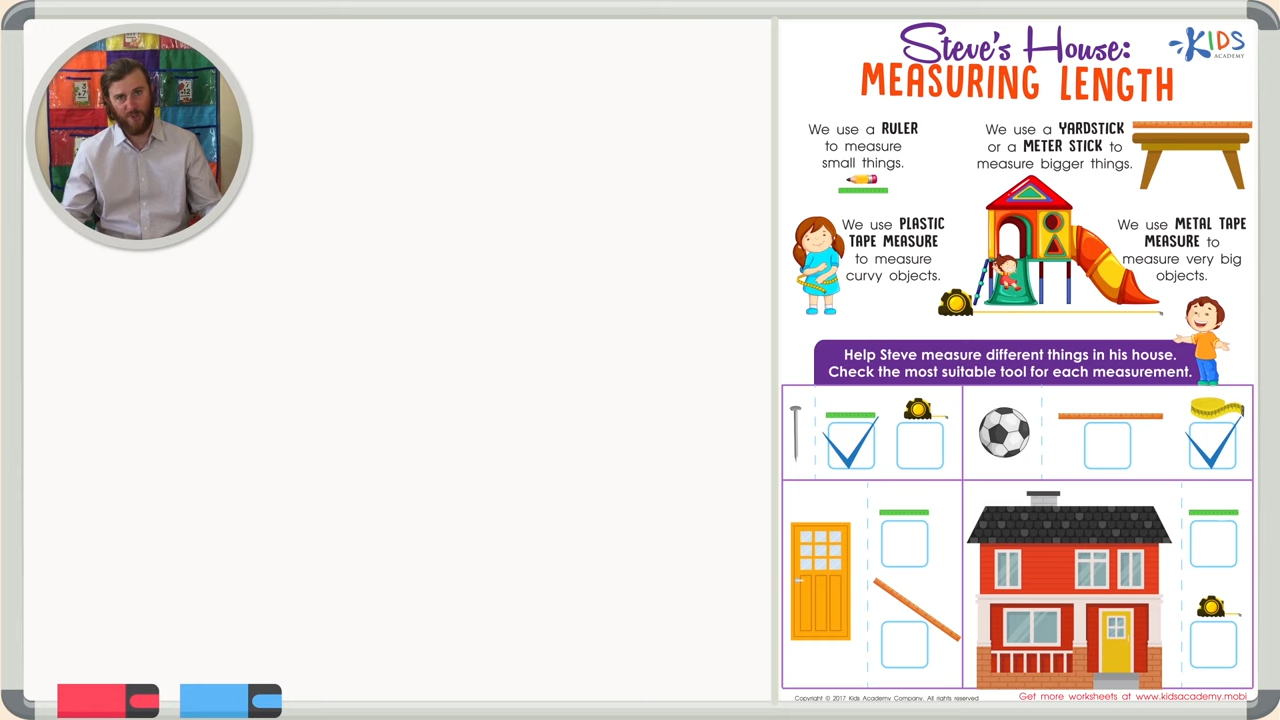 Steve's House:
MEASURING LENGTH
KIDS
ACADEMY
We use a RULER
to measure
small things.
We use a YARDSTICK
or a METER STICK to
measure bigger things.
We use PLASTIC
TAPE MEASURE
to measure
curvy objects.
We use METAL TAPE
MEASURE to
measure very big
objects.
Help Steve measure different things in his house.
Check the most suitable tool for each measurement.
Copyright © 2017 Kids Academy Company. All rights reserved
Get more worksheets at www.kidsacademy.mobi